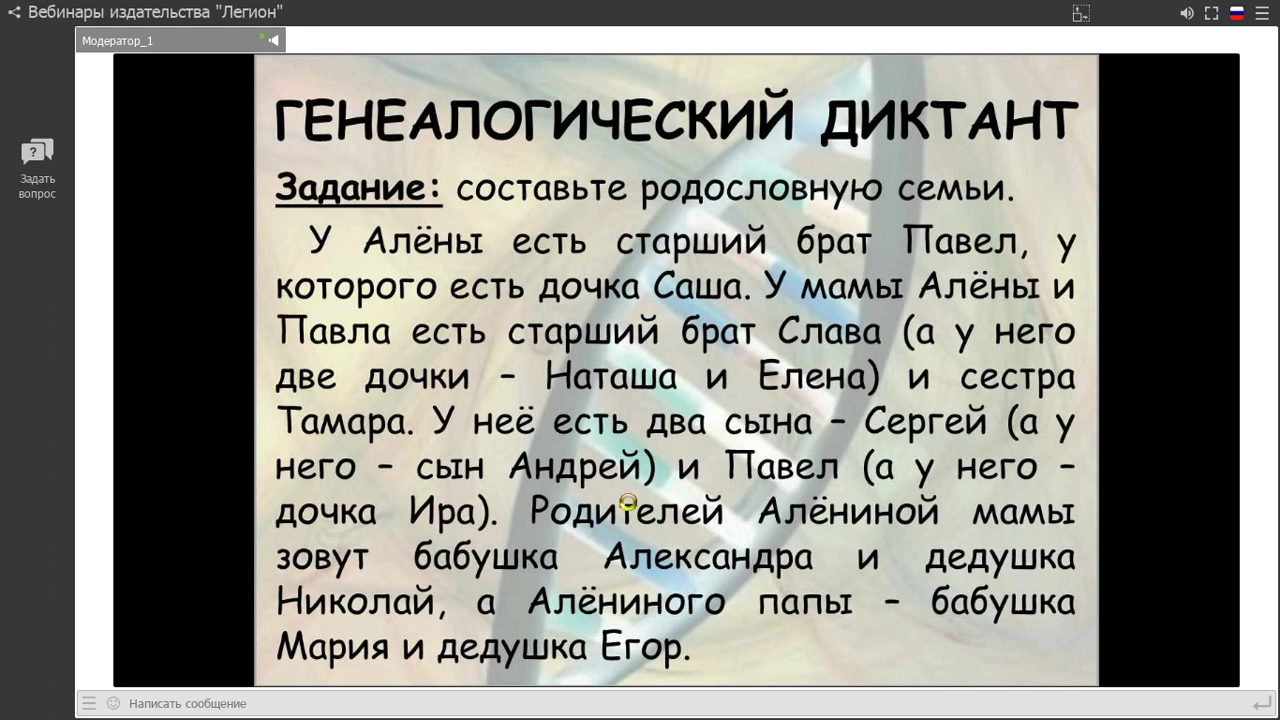 Вебинары издательства "Легион"
Модератор_1
Задать
вопрос
ГЕНЕАЛОГИЧЕСКИЙ ДИКТАНТ
Задание: составьте родословную семьи.
У Алёны есть старший брат Павел, у
которого есть дочка Саша. У мамы Алёны и
Павла есть старший брат Слава (а у него
две дочки – Наташа и Елена) и сестра
Тамара. У неё есть два сына – Сергей (а у
него – сын Андрей) и Павел (а у него –
дочка Ира). Родителей Алёниной мамы
зовут бабушка Александра и дедушка
Николай, а Алёниного папы – бабушка
Мария и дедушка Егор.
Написать сообщение